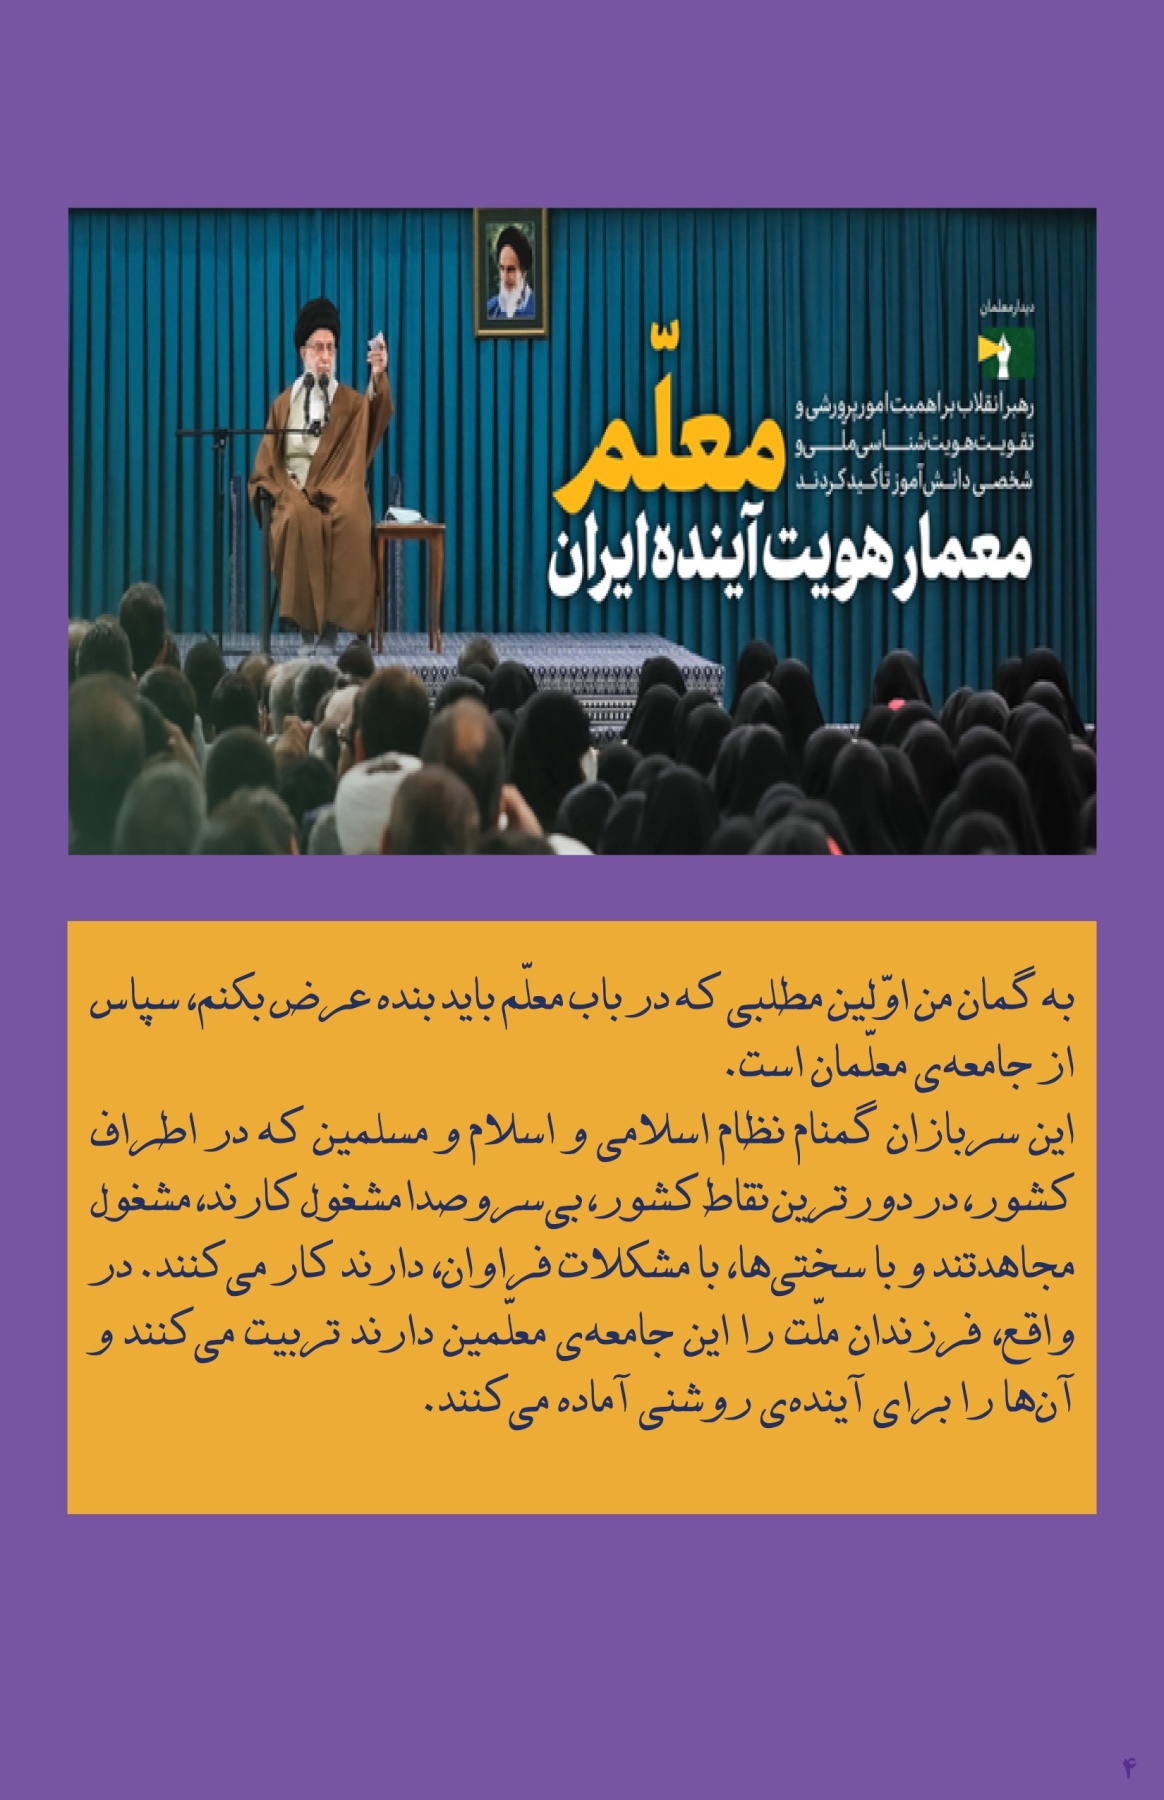 دیدار معلمان
رهبر انقلاب بر اهمیت امور پرورشی و
تقویت هویت‌شناسی ملّی و
شخصی دانش‌آموز تأکید کردند
معلّم
معمار هویت آینده ایران
به گمان من اوّلین مطلبی که در باب معلّم باید بنده عرض بکنم، سپاس
از جامعه‌ی معلّمان است.
این سربازان گمنام نظام اسلامی و اسلام و مسلمین که در اطراف
کشور، در دورترین نقاط کشور، بی‌سروصدا مشغول کارند، مشغول
مجاهدتند و با سختی‌ها، با مشکلات فراوان، دارند کار می‌کنند. در
واقع، فرزندان ملّت را این جامعه‌ی معلّمین دارند تربیت می‌کنند و
آن‌ها را برای آینده‌ی روشنی آماده می‌کنند.
۴